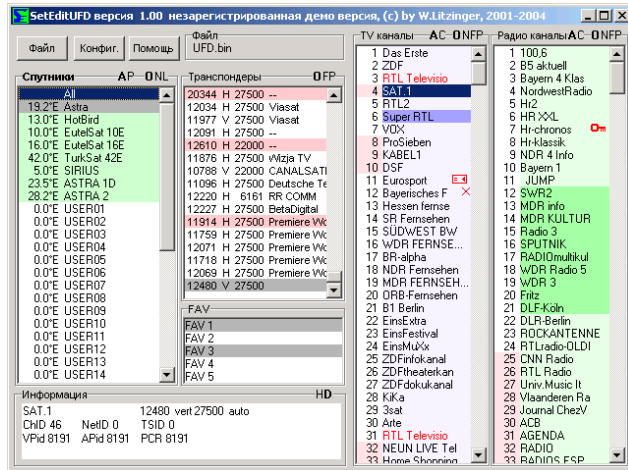 SetEditUFD версия 1.00 незарегистрированная демо версия, (c) by W.Litzinger, 2001-2004
Файл
Конфиг.
Помощь
Файл
UFD.bin
Спутники AP-ONL
All
19.2°E Astra
13.0°E HotBird
10.0°E EutelSat 10E
16.0°E EutelSat 16E
42.0°E TurkSat 42E
5.0°E SIRIUS
23.5°E ASTRA 1D
28.2°E ASTRA 2
0.0°E USER01
0.0°E USER02
0.0°E USER03
0.0°E USER04
0.0°E USER05
0.0°E USER06
0.0°E USER07
0.0°E USER08
0.0°E USER09
0.0°E USER10
0.0°E USER11
0.0°E USER12
0.0°E USER13
0.0°E USER14
Транспондеры OFP
20344 H 27500 --
12034 H 27500 Viasat
11977 V 27500 Viasat
12091 H 27500 --
12610 H 22000 --
11876 H 27500 Wizja TV
10788 V 22000 CANALSATI
11096 H 27500 Deutsche Te
12220 H 6161 RR COMM
12227 H 27500 BetaDigital
11914 H 27500 Premiere Wo
11759 H 27500 Premiere Wo
12071 H 27500 Premiere Wo
11718 H 27500 Premiere Wo
12069 H 27500 Premiere Wo
12480 V 27500
FAV
FAV 1
FAV 2
FAV 3
FAV 4
FAV 5
Информация HD
SAT.1 12480 vert 27500 auto
ChID 46 NetID 0 TSID 0
VPid 8191 APid 8191 PCR 8191
TV каналы AC-ONFP
1 Das Erste
2 ZDF
3 RTL Televisio
4 SAT.1
5 RTL2
6 Super RTL
7 VOX
8 ProSieben
9 KABEL1
10 DSF
11 Eurosport
12 Bayerisches F
13 Hessen fernse
14 SR Fernsehen
15 SÜDWEST BW
16 WDR FERNSE...
17 BR-alpha
18 NDR Fernsehen
19 MDR FERNSEH...
20 ORB-Fernsehen
21 B1 Berlin
22 EinsExtra
23 EinsFestival
24 EinsMuXx
25 ZDFinfokanal
26 ZDFtheaterkan
27 ZDFdokukanal
28 KiKa
29 3sat
30 Arte
31 RTL Televisio
32 NEUN LIVE Tel
33 Home Shopping
Радио каналы AC-ONFP
1 100,6
2 B5 aktuell
3 Bayern 4 Klas
4 NordwestRadio
5 Hr2
6 HR XXL
7 Hr-chronos
8 Hr-klassik
9 NDR 4 Info
10 Bayern 1
11 JUMP
12 SWR2
13 MDR info
14 MDR KULTUR
15 Radio 3
16 SPUTNIK
17 RADIOmultikul
18 WDR Radio 5
19 WDR 3
20 Fritz
21 DLF-Köln
22 DLR-Berlin
23 ROCKANTENNE
24 RTLradio-OLDI
25 CNN Radio
26 RTL Radio
27 Univ.Music It
28 Vlaanderen Ra
29 Journal ChezV
30 ACB
31 AGENDA
32 RADIO
33 RADIOS ESP